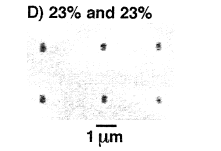 D) 23% and 23%
1 μm